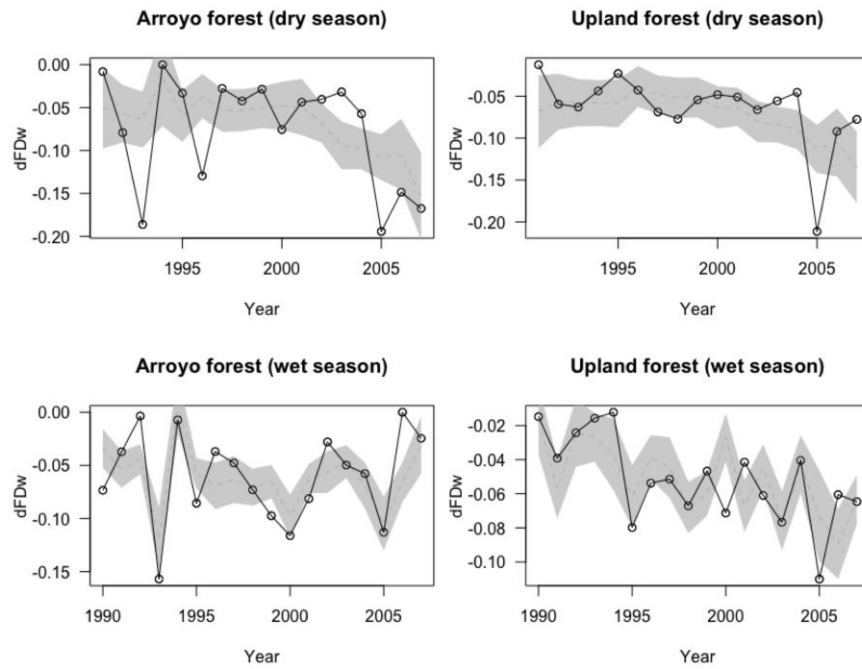 Arroyo forest (dry season)
Upland forest (dry season)
dFDw
0.00
-0.05
-0.10
-0.15
-0.20
1995 2000 2005
Year
dFDw
-0.05
-0.10
-0.15
-0.20
1995 2000 2005
Year
Arroyo forest (wet season)
Upland forest (wet season)
dFDw
0.00
-0.05
-0.10
-0.15
1990 1995 2000 2005
Year
dFDw
-0.02
-0.04
-0.06
-0.08
-0.10
1990 1995 2000 2005
Year